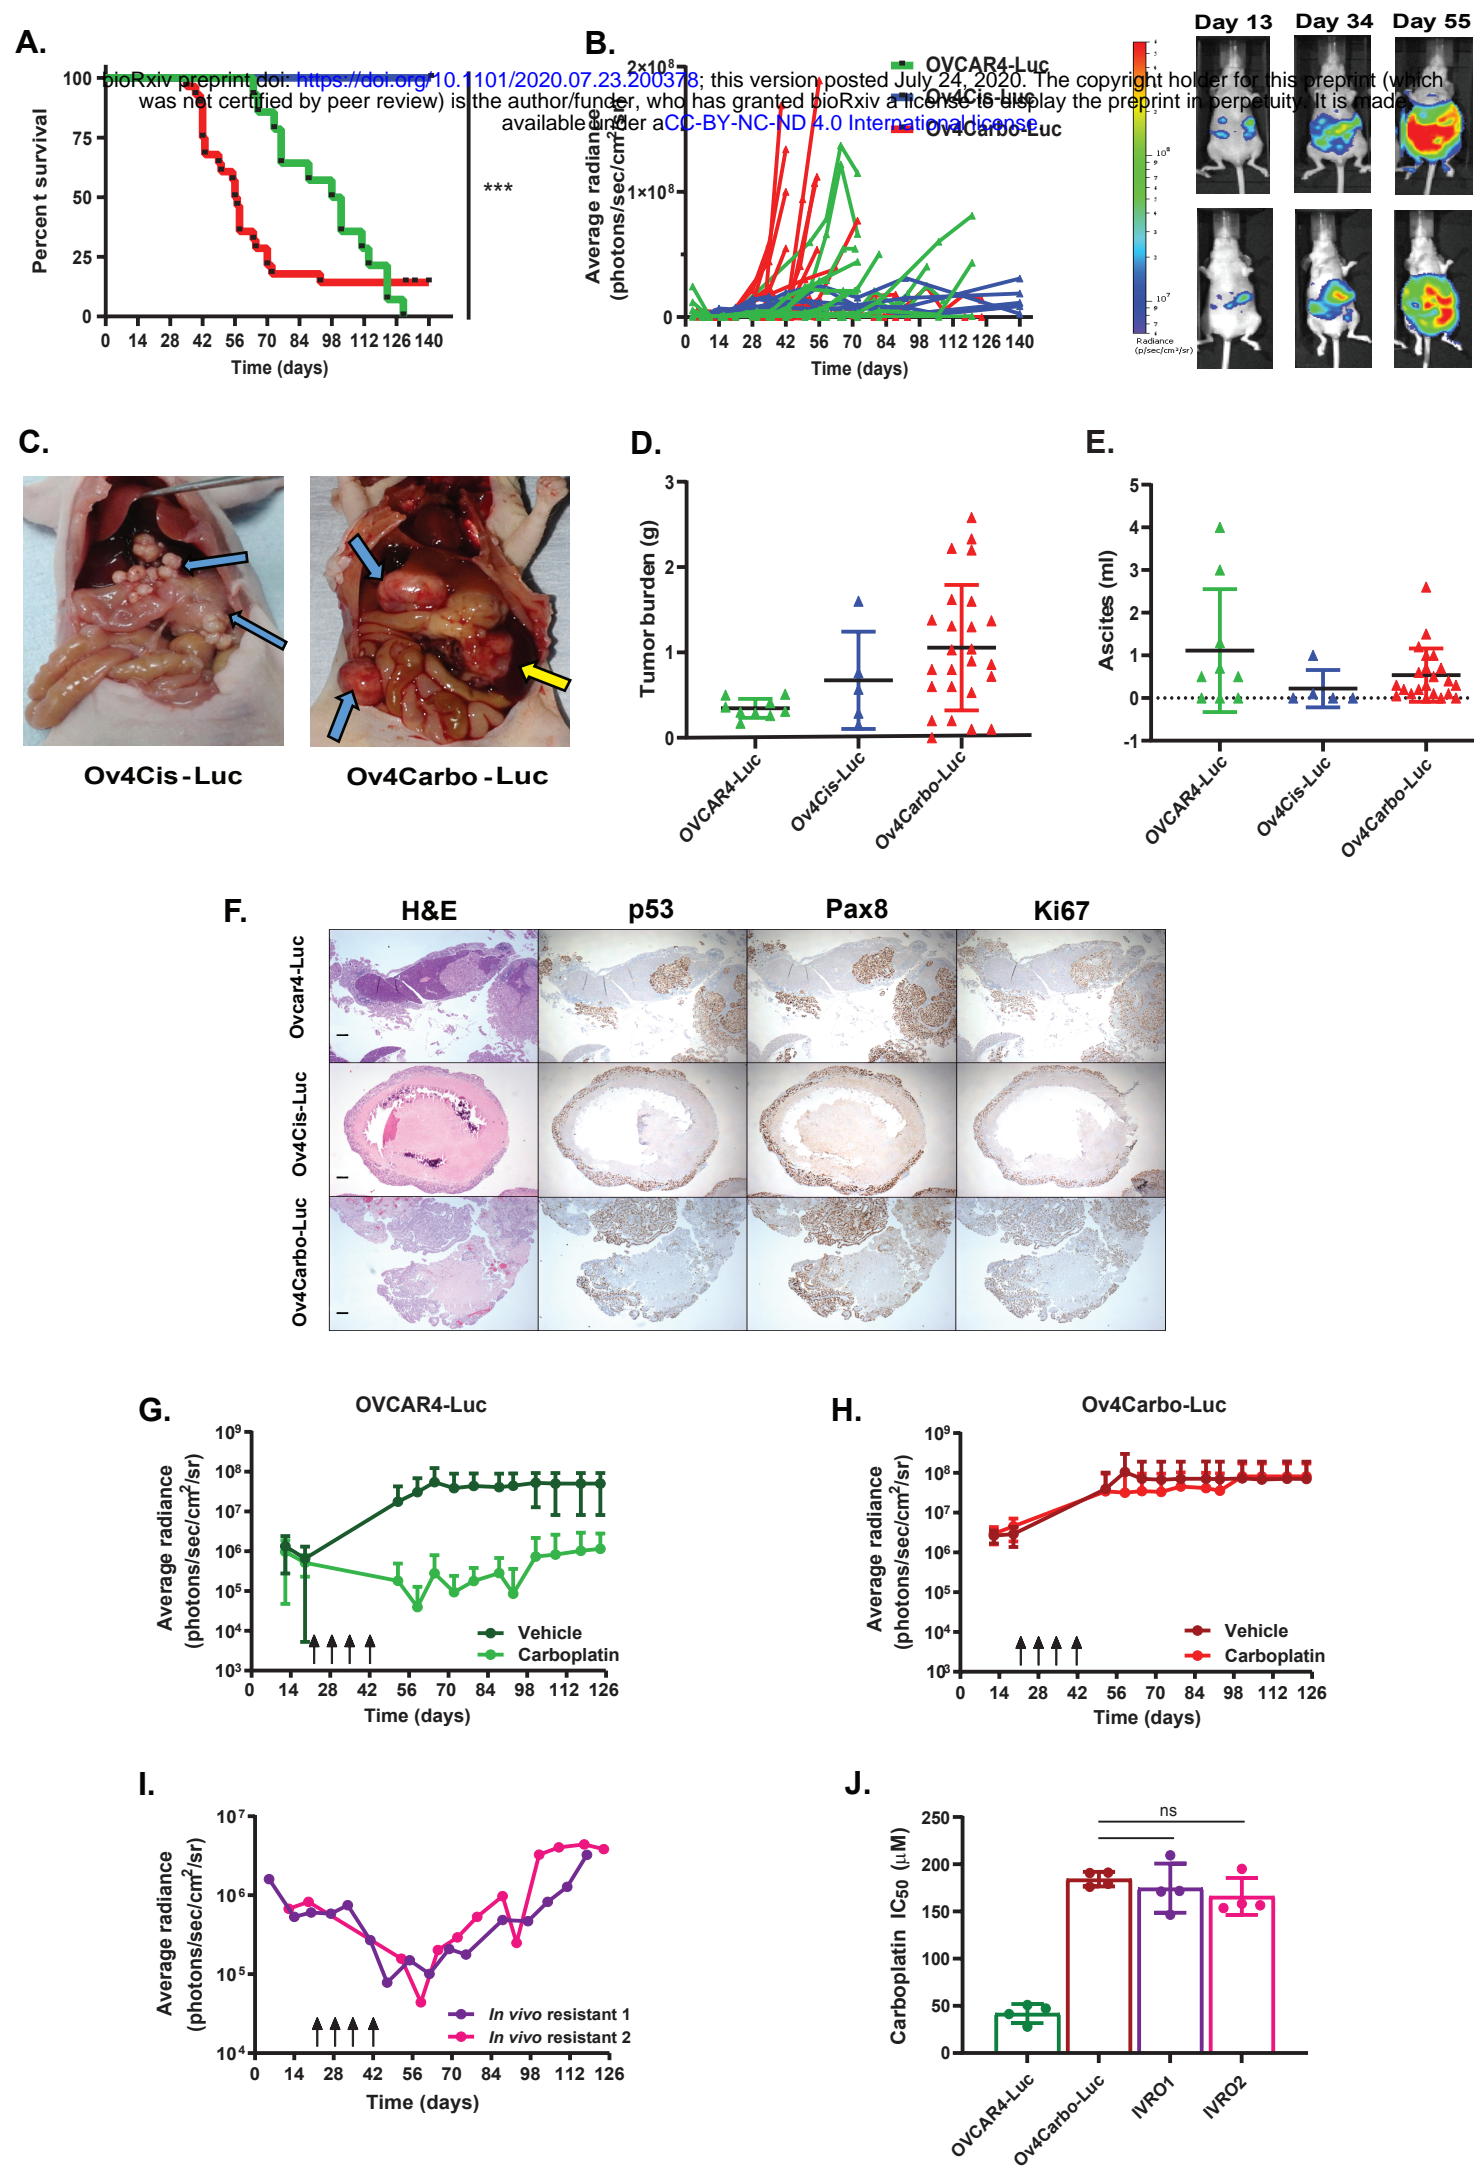 A.
B.
Day 13 Day 34 Day 55
bioRxiv preprint doi: https://doi.org/10.1101/2020.07.23.200378; this version posted July 24, 2020. The copyright holder for this preprint (which
was not certified by peer review) is the author/funder, who has granted bioRxiv a license to display the preprint in perpetuity. It is made
available under aCC-BY-NC-ND 4.0 International license.
Percent survival
100
75
50
25
0
0 14 28 42 56 70 84 98 112 126 140
Time (days)
***
Average radiance
(photons/sec/cm²/sr)
2×10⁸
1×10⁸
0
0 14 28 42 56 70 84 98 112 126 140
Time (days)
OVCAR4-Luc
Ov4Cis-Luc
Ov4Carbo-Luc
10⁸
10⁷
Radiance
(p/sec/cm²/sr)
C.
Ov4Cis-Luc
Ov4Carbo-Luc
D.
Tumor burden (g)
3
2
1
0
OVCAR4-Luc
Ov4Cis-Luc
Ov4Carbo-Luc
E.
Ascites (ml)
5
4
3
2
1
0
-1
OVCAR4-Luc
Ov4Cis-Luc
Ov4Carbo-Luc
F.
H&E p53 Pax8 Ki67
Ovcar4-Luc
Ov4Cis-Luc
Ov4Carbo-Luc
G.
OVCAR4-Luc
Average radiance
(photons/sec/cm²/sr)
10⁹
10⁸
10⁷
10⁶
10⁵
10⁴
10³
Vehicle
Carboplatin
0 14 28 42 56 70 84 98 112 126
Time (days)
H.
Ov4Carbo-Luc
Average radiance
(photons/sec/cm²/sr)
10⁹
10⁸
10⁷
10⁶
10⁵
10⁴
10³
Vehicle
Carboplatin
0 14 28 42 56 70 84 98 112 126
Time (days)
I.
Average radiance
(photons/sec/cm²/sr)
10⁷
10⁶
10⁵
10⁴
In vivo resistant 1
In vivo resistant 2
0 14 28 42 56 70 84 98 112 126
Time (days)
J.
Carboplatin IC₅₀ (µM)
250
200
150
100
50
0
ns
OVCAR4-Luc
Ov4Carbo-Luc
IVRO1
IVRO2